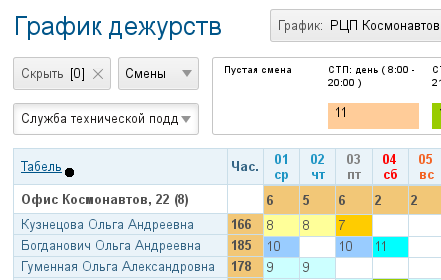 График дежурств
График: РЦП Космонавтов
Скрыть [0]
Смены
Служба технической подд
Пустая смена
СТП: день ( 8:00 -
20:00 )
11
СТ
21
Табель
Час.
01
ср
02
чт
03
пт
04
сб
05
вс
Офис Космонавтов, 22 (8)
6 5 6 2 2
Кузнецова Ольга Андреевна 166 8 8 7
Богданович Ольга Андреевна 185 10 10 11
Гуменная Ольга Александровна 178 9 9